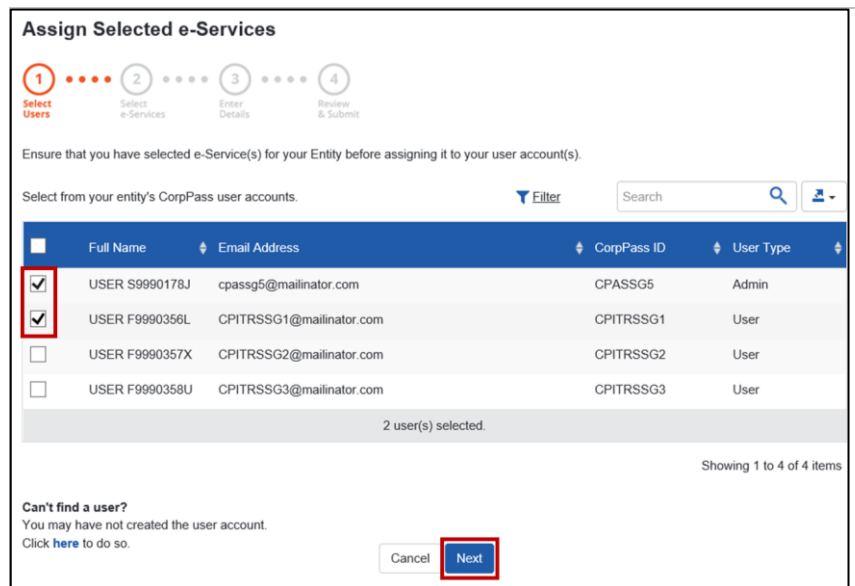 Assign Selected e-Services
1 2 3 4
Select Select Enter Review
Users e-Services Details & Submit
Ensure that you have selected e-Service(s) for your Entity before assigning it to your user account(s).
Select from your entity's CorpPass user accounts. Filter Search
Full Name Email Address CorpPass ID User Type
USER S9990178J cpassg5@mailinator.com CPASSG5 Admin
USER F9990356L CPITRSSG1@mailinator.com CPITRSSG1 User
USER F9990357X CPITRSSG2@mailinator.com CPITRSSG2 User
USER F9990358U CPITRSSG3@mailinator.com CPITRSSG3 User
2 user(s) selected.
Showing 1 to 4 of 4 items
Can't find a user?
You may have not created the user account.
Click here to do so.
Cancel Next